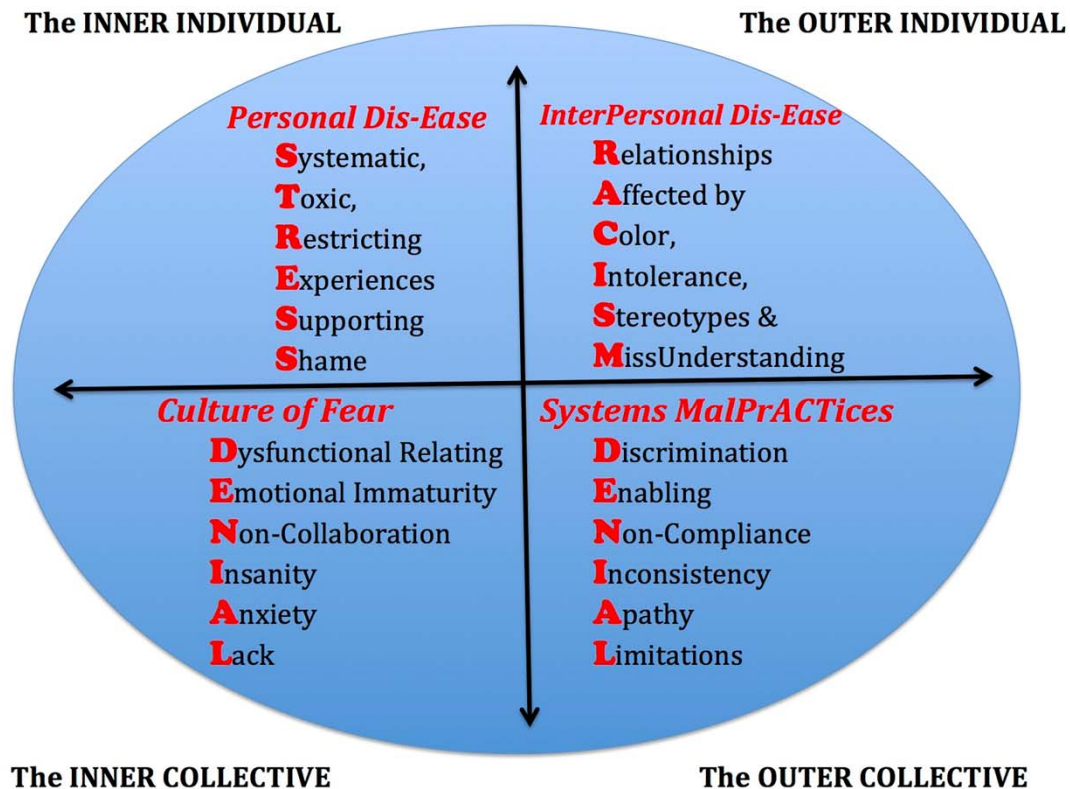 The INNER INDIVIDUAL
The OUTER INDIVIDUAL
Personal Dis-Ease
Systematic,
Toxic,
Restricting
Experiences
Supporting
Shame
InterPersonal Dis-Ease
Relationships
Affected by
Color,
Intolerance,
Stereotypes &
MissUnderstanding
Culture of Fear
Dysfunctional Relating
Emotional Immaturity
Non-Collaboration
Insanity
Anxiety
Lack
Systems MalPrACTices
Discrimination
Enabling
Non-Compliance
Inconsistency
Apathy
Limitations
The INNER COLLECTIVE
The OUTER COLLECTIVE